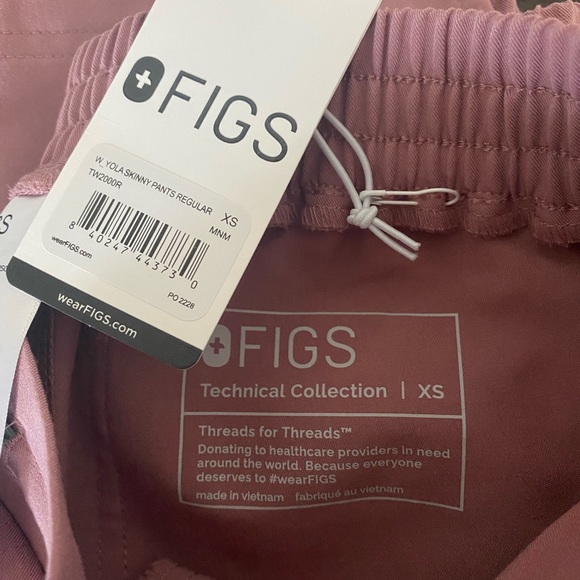 FIGS
W_YOLA SKINNY PANTS REGULAR
TW2000R
XS
MNM
8 40247 44373 0
wearFIGS.com
PO 2228
wearFIGS.com
FIGS
Technical Collection | XS
Threads for Threads™
Donating to healthcare providers in need
around the world. Because everyone
deserves to #wearFIGS
made in vietnam fabriqué au vietnam